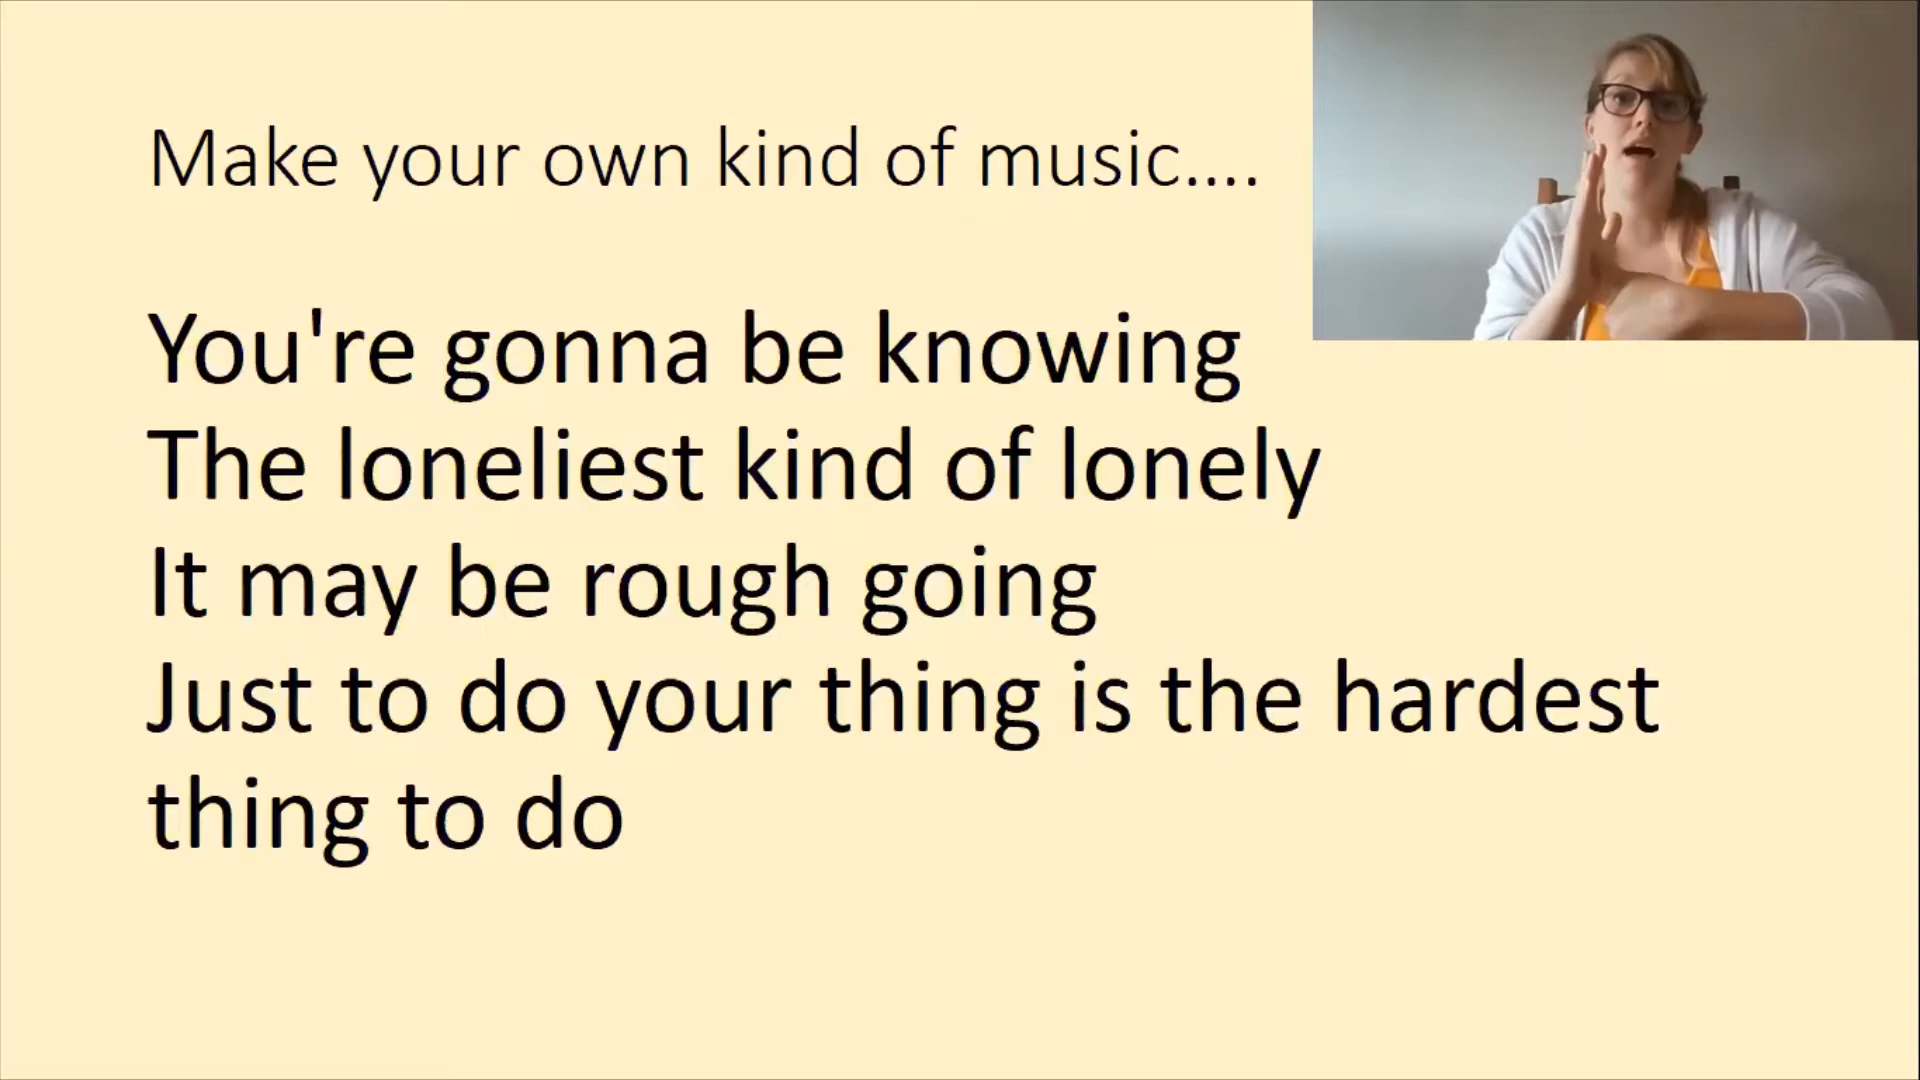 Make your own kind of music....
You're gonna be knowing
The loneliest kind of lonely
It may be rough going
Just to do your thing is the hardest
thing to do